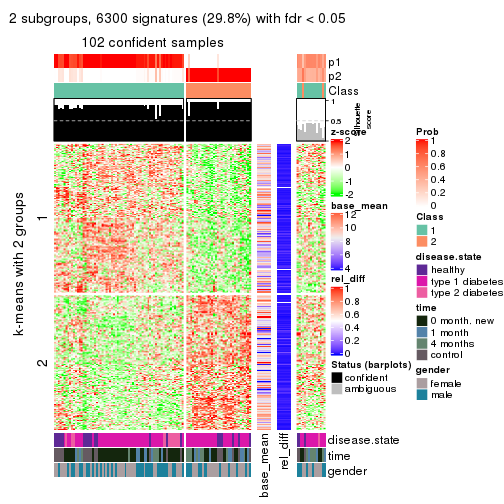 2 subgroups, 6300 signatures (29.8%) with fdr < 0.05
102 confident samples
p1
p2
Class
1
0.5
0
silhouette
score
k-means with 2 groups
1
2
z-score
2
1
0
-1
-2
base_mean
12
10
8
6
4
rel_diff
1
0.8
0.6
0.4
0.2
0
Status (barplots)
confident
ambiguous
Prob
1
0.8
0.6
0.4
0.2
0
Class
1
2
disease.state
healthy
type 1 diabetes
type 2 diabetes
time
0 month. new
1 month
4 months
control
gender
female
male
disease.state
time
gender
base_mean
rel_diff